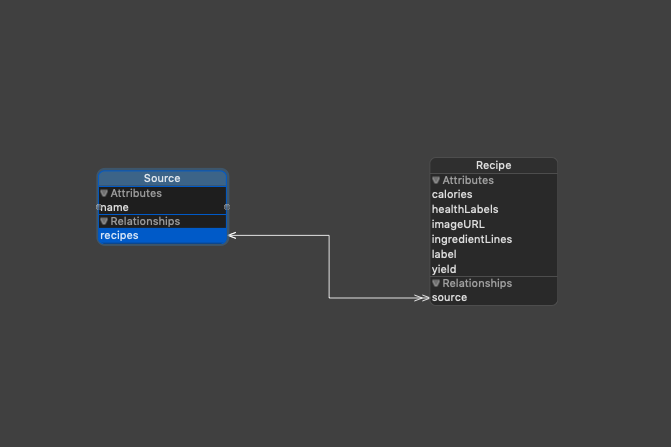 Source
Attributes
name
Relationships
recipes
Recipe
Attributes
calories
healthLabels
imageURL
ingredientLines
label
yield
Relationships
source